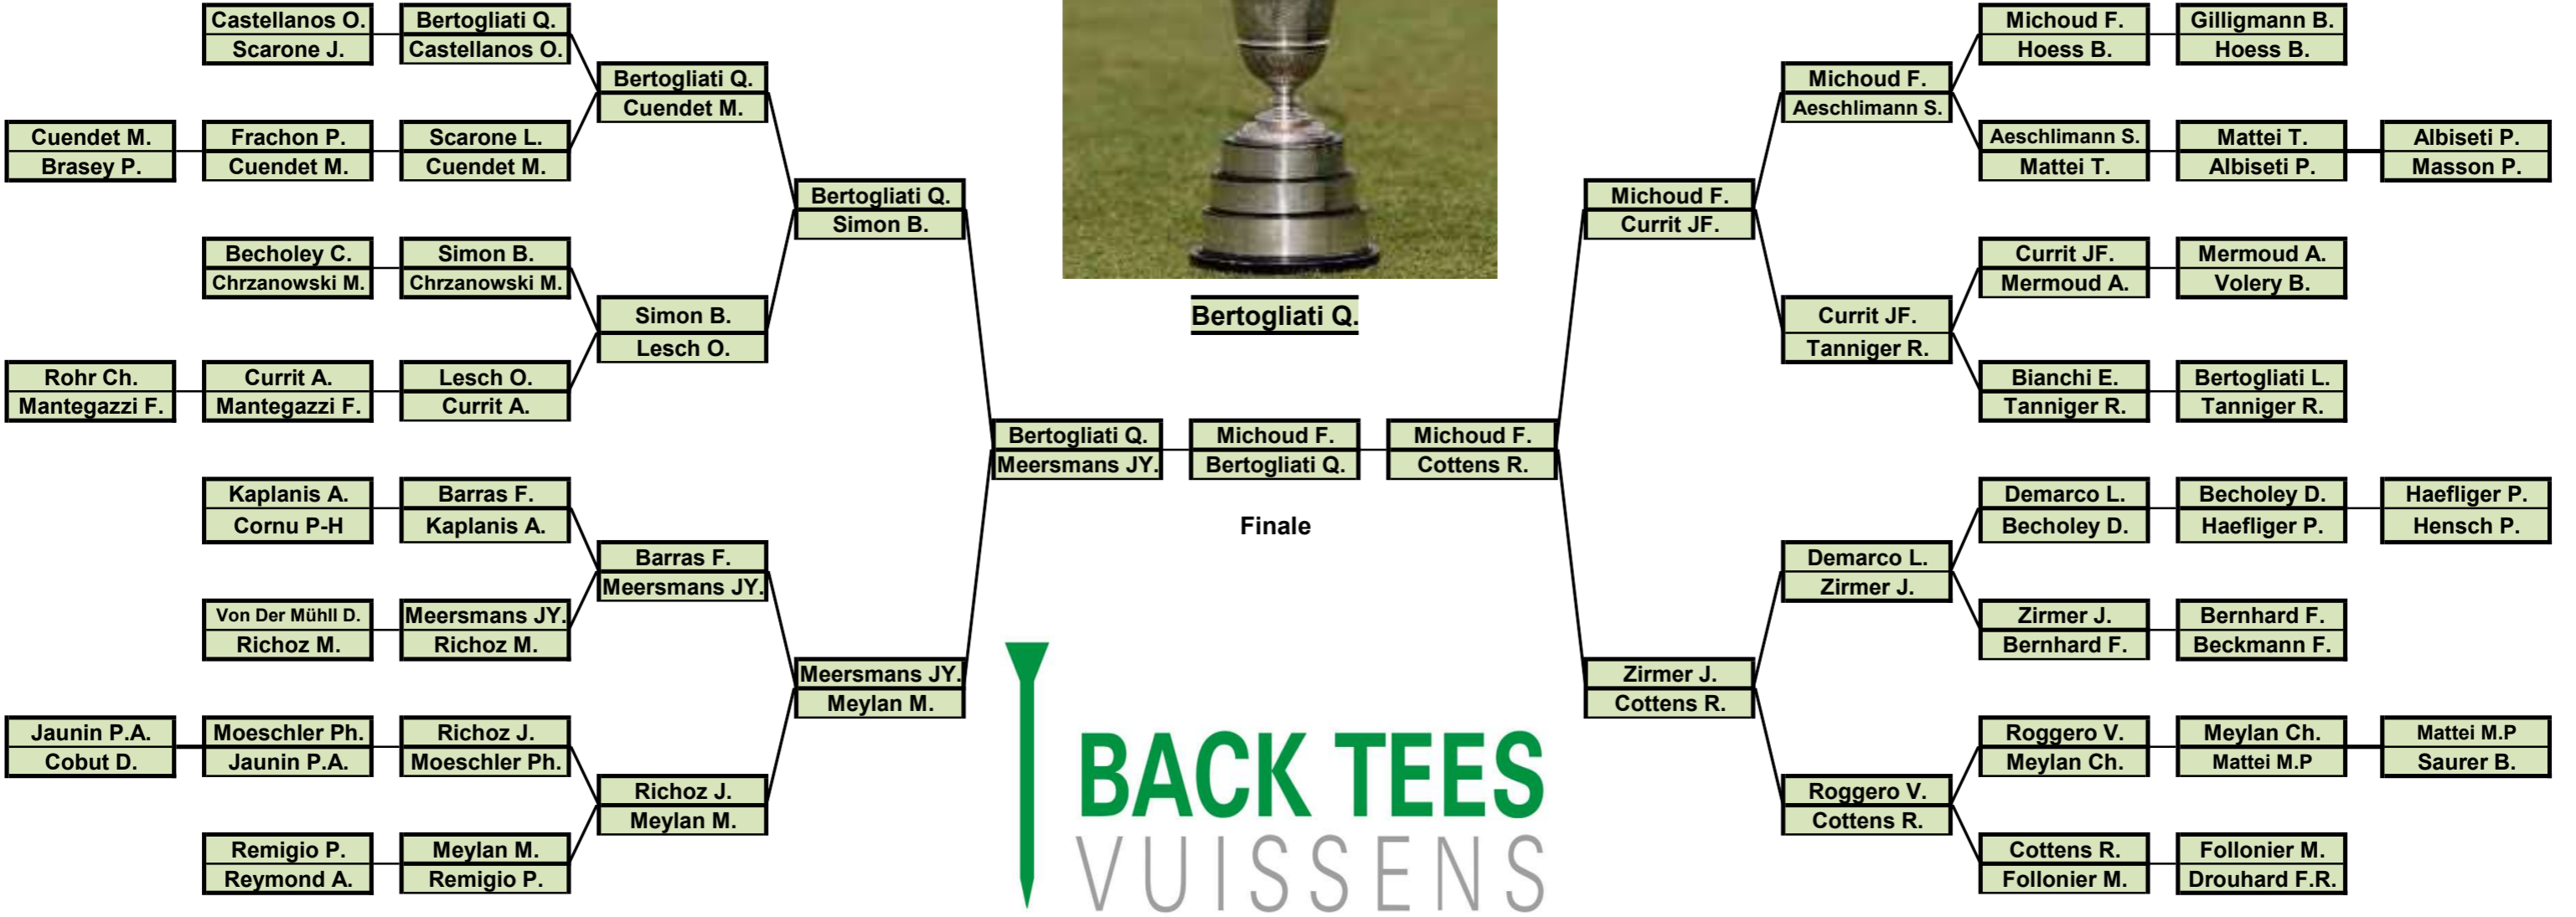 Castellanos O.
Scarone J.
Bertogliati Q.
Castellanos O.
Bertogliati Q.
Cuendet M.
Cuendet M.
Brasey P.
Frachon P.
Cuendet M.
Scarone L.
Cuendet M.
Bertogliati Q.
Simon B.
Becholey C.
Chrzanowski M.
Simon B.
Chrzanowski M.
Simon B.
Lesch O.
Rohr Ch.
Mantegazzi F.
Currit A.
Mantegazzi F.
Lesch O.
Currit A.
Kaplanis A.
Cornu P-H
Barras F.
Kaplanis A.
Barras F.
Meersmans JY.
Von Der Mühll D.
Richoz M.
Meersmans JY.
Richoz M.
Meersmans JY.
Meylan M.
Jaunin P.A.
Cobut D.
Moeschler Ph.
Jaunin P.A.
Richoz J.
Moeschler Ph.
Richoz J.
Meylan M.
Remigio P.
Reymond A.
Meylan M.
Remigio P.
Bertogliati Q.
Bertogliati Q.
Meersmans JY.
Michoud F.
Bertogliati Q.
Michoud F.
Cottens R.
Finale
BACK TEES
VUISSENS
Michoud F.
Hoess B.
Gilligmann B.
Hoess B.
Michoud F.
Aeschlimann S.
Aeschlimann S.
Mattei T.
Mattei T.
Albiseti P.
Albiseti P.
Masson P.
Michoud F.
Currit JF.
Currit JF.
Mermoud A.
Mermoud A.
Volery B.
Currit JF.
Tanniger R.
Bianchi E.
Tanniger R.
Bertogliati L.
Tanniger R.
Demarco L.
Becholey D.
Becholey D.
Haefliger P.
Haefliger P.
Hensch P.
Demarco L.
Zirmer J.
Zirmer J.
Bernhard F.
Bernhard F.
Beckmann F.
Zirmer J.
Cottens R.
Roggero V.
Meylan Ch.
Meylan Ch.
Mattei M.P
Mattei M.P
Saurer B.
Roggero V.
Cottens R.
Cottens R.
Follonier M.
Follonier M.
Drouhard F.R.